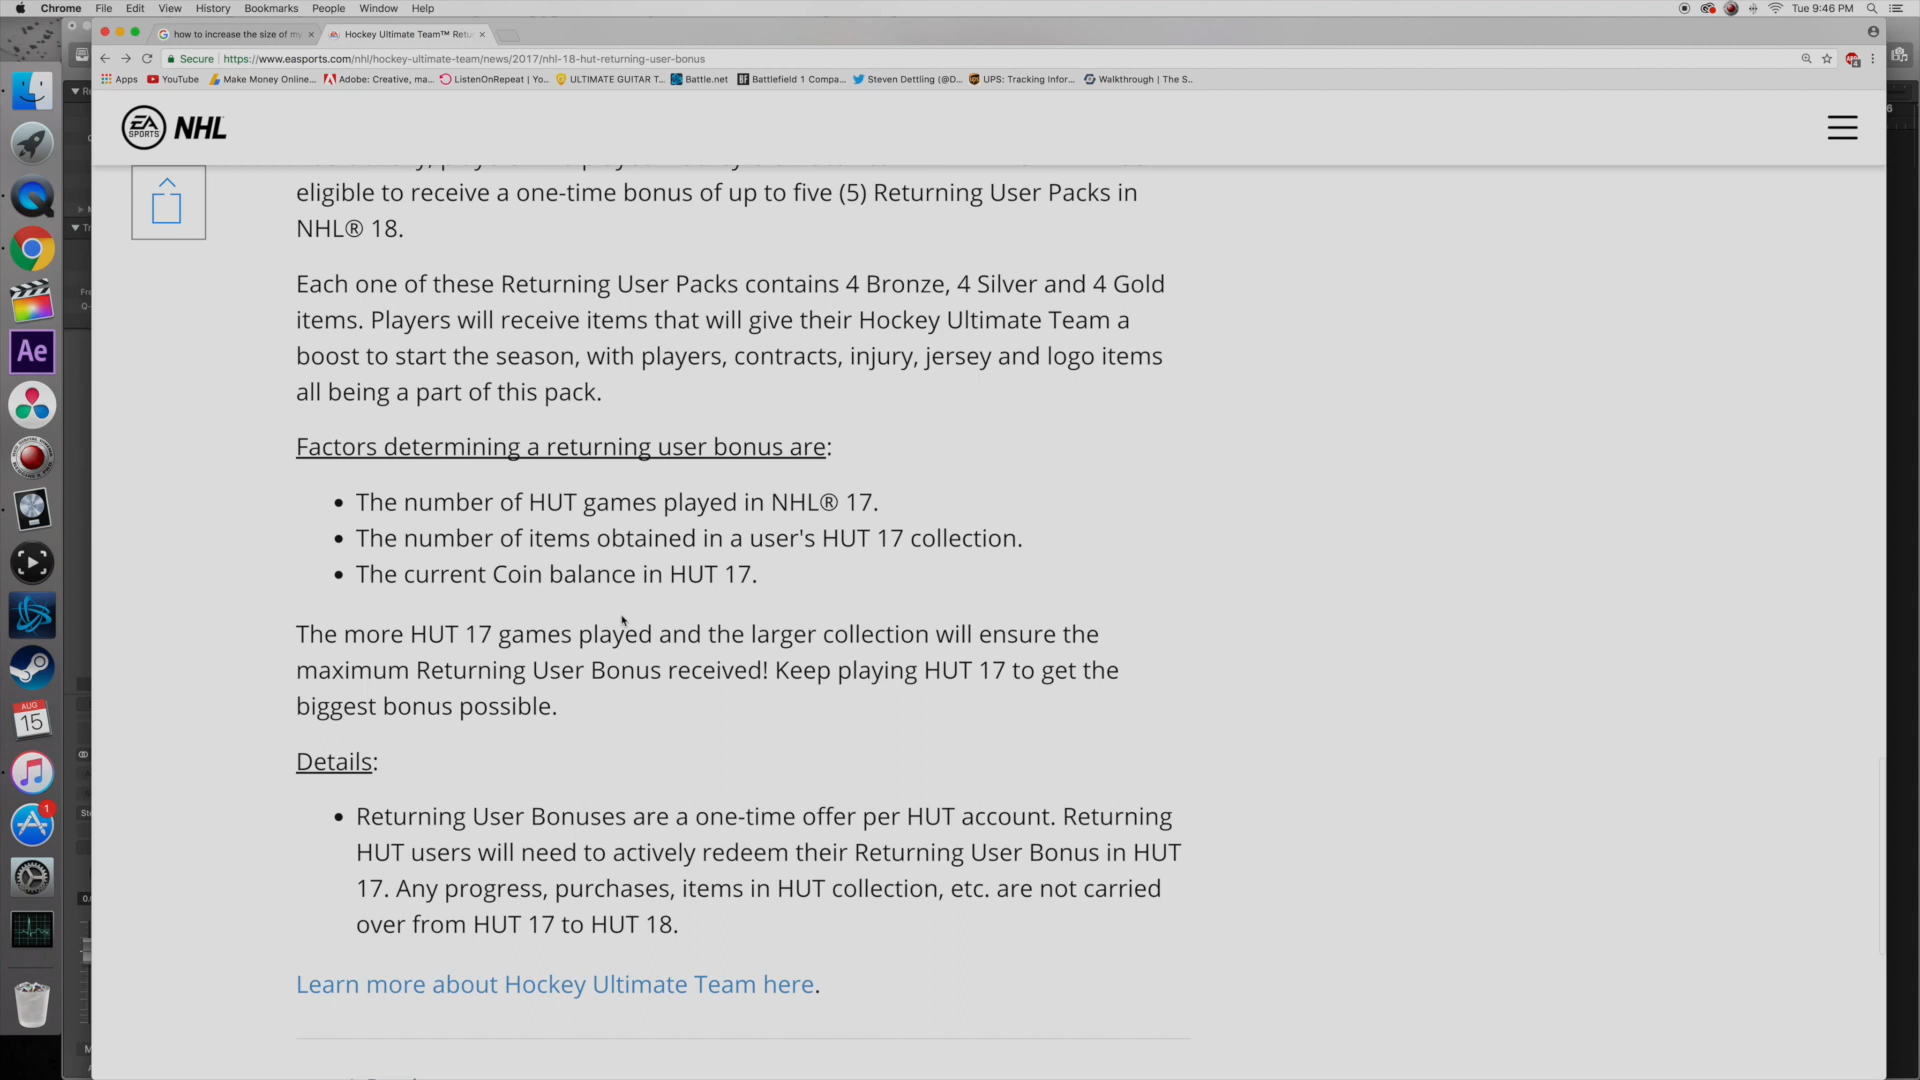 Chrome File Edit View History Bookmarks People Window Help Tue 9:46 PM
how to increase the size of my Hockey Ultimate Team™ Retu
Secure https://www.easports.com/nhl/hockey-ultimate-team/news/2017/nhl-18-hut-returning-user-bonus
Apps YouTube Make Money Online... Adobe: Creative, ma... ListenOnRepeat | Yo... ULTIMATE GUITAR T... Battle.net Battlefield 1 Compa... Steven Dettling (@D... UPS: Tracking Infor... Walkthrough | The S...
EA SPORTS NHL
eligible to receive a one-time bonus of up to five (5) Returning User Packs in
NHL® 18.
Each one of these Returning User Packs contains 4 Bronze, 4 Silver and 4 Gold
items. Players will receive items that will give their Hockey Ultimate Team a
boost to start the season, with players, contracts, injury, jersey and logo items
all being a part of this pack.
Factors determining a returning user bonus are:
• The number of HUT games played in NHL® 17.
• The number of items obtained in a user's HUT 17 collection.
• The current Coin balance in HUT 17.
The more HUT 17 games played and the larger collection will ensure the
maximum Returning User Bonus received! Keep playing HUT 17 to get the
biggest bonus possible.
Details:
• Returning User Bonuses are a one-time offer per HUT account. Returning
HUT users will need to actively redeem their Returning User Bonus in HUT
17. Any progress, purchases, items in HUT collection, etc. are not carried
over from HUT 17 to HUT 18.
Learn more about Hockey Ultimate Team here.
Ae
AUG
15
1